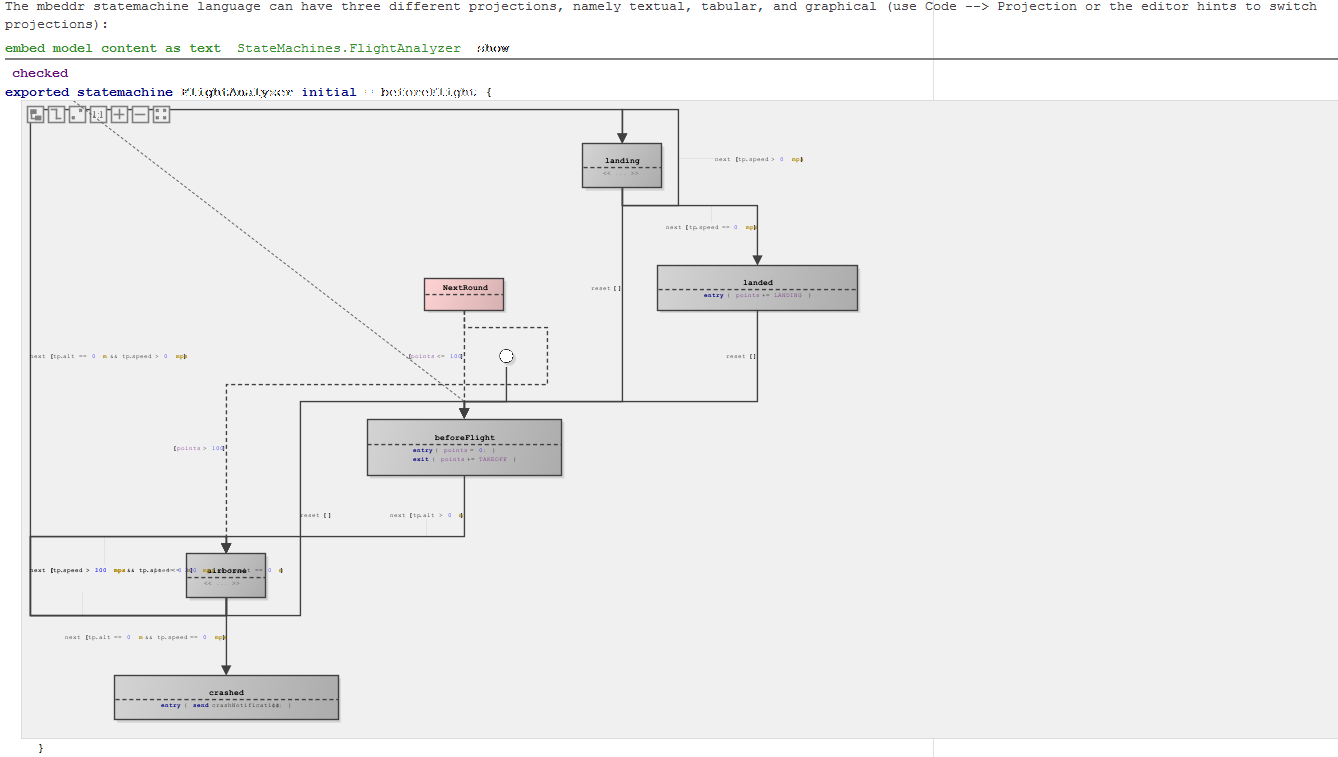 The mbeddr statemachine language can have three different projections, namely textual, tabular, and graphical (use Code --> Projection or the editor hints to switch
projections):
embed model content as text StateMachines.FlightAnalyzer show
checked
exported statemachine FlightAnalyzer initial = beforeFlight {
1:1
landing
<< ... >>
next [tp.speed > 0 mps]
next [tp.speed == 0 mps]
landed
entry { points += LANDING }
NextRound
reset []
next [tp.alt == 0 m && tp.speed > 0 mps]
[points <= 100]
reset []
beforeFlight
entry { points = 0; }
exit { points += TAKEOFF }
[points > 100]
reset []
next [tp.alt > 0 m]
next [tp.speed > 100 mps && tp.alt == 0
airborne
<< ... >>
next [tp.alt == 0 m && tp.speed == 0 mps]
crashed
entry { send }
}